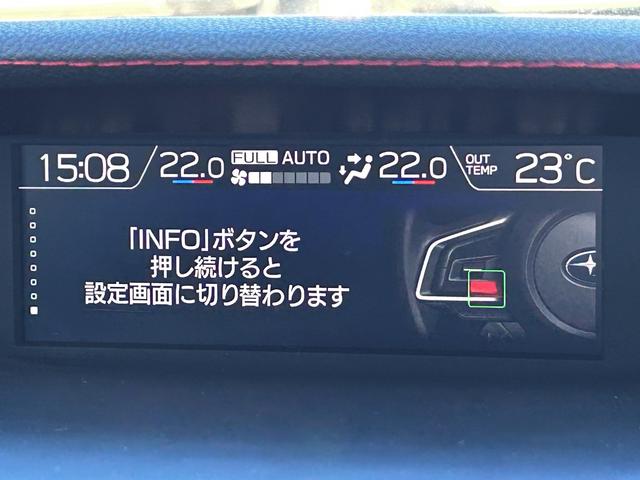 15:08 22.0 FULL AUTO 22.0 OUT TEMP 23°C
「INFO」ボタンを
押し続けると
設定画面に切り替わります